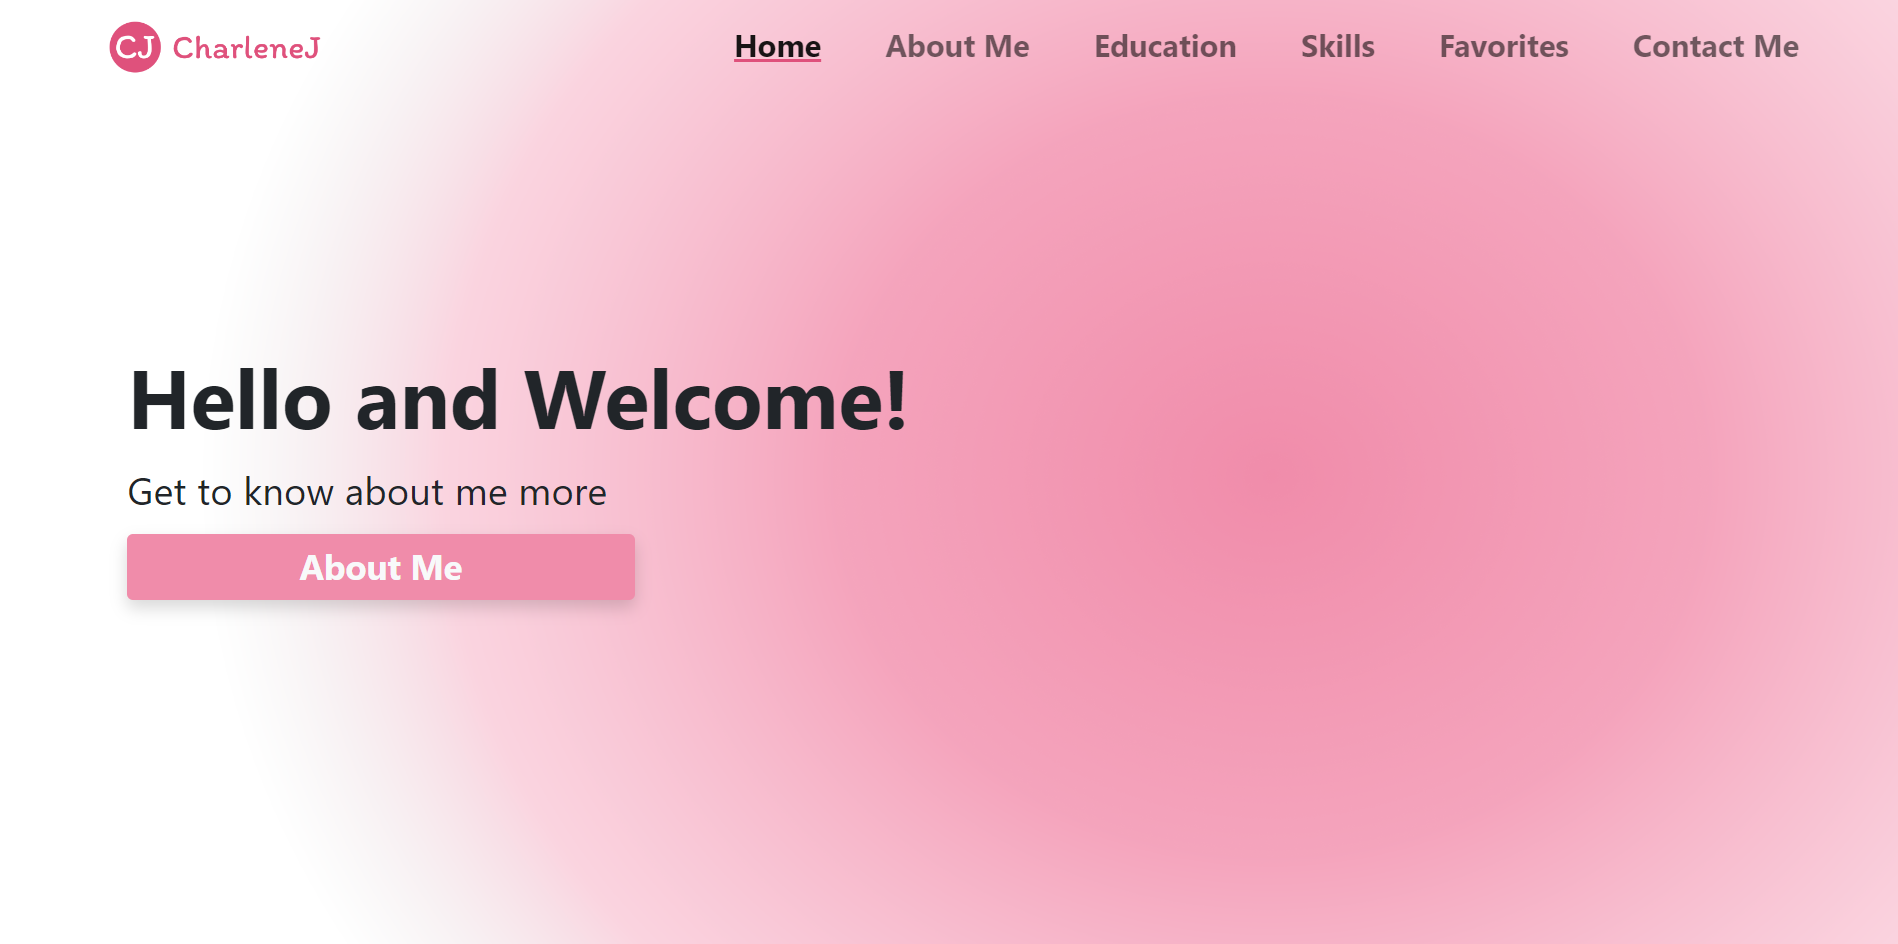 CJ CharleneJ
Home About Me Education Skills Favorites Contact Me
Hello and Welcome!
Get to know about me more
About Me